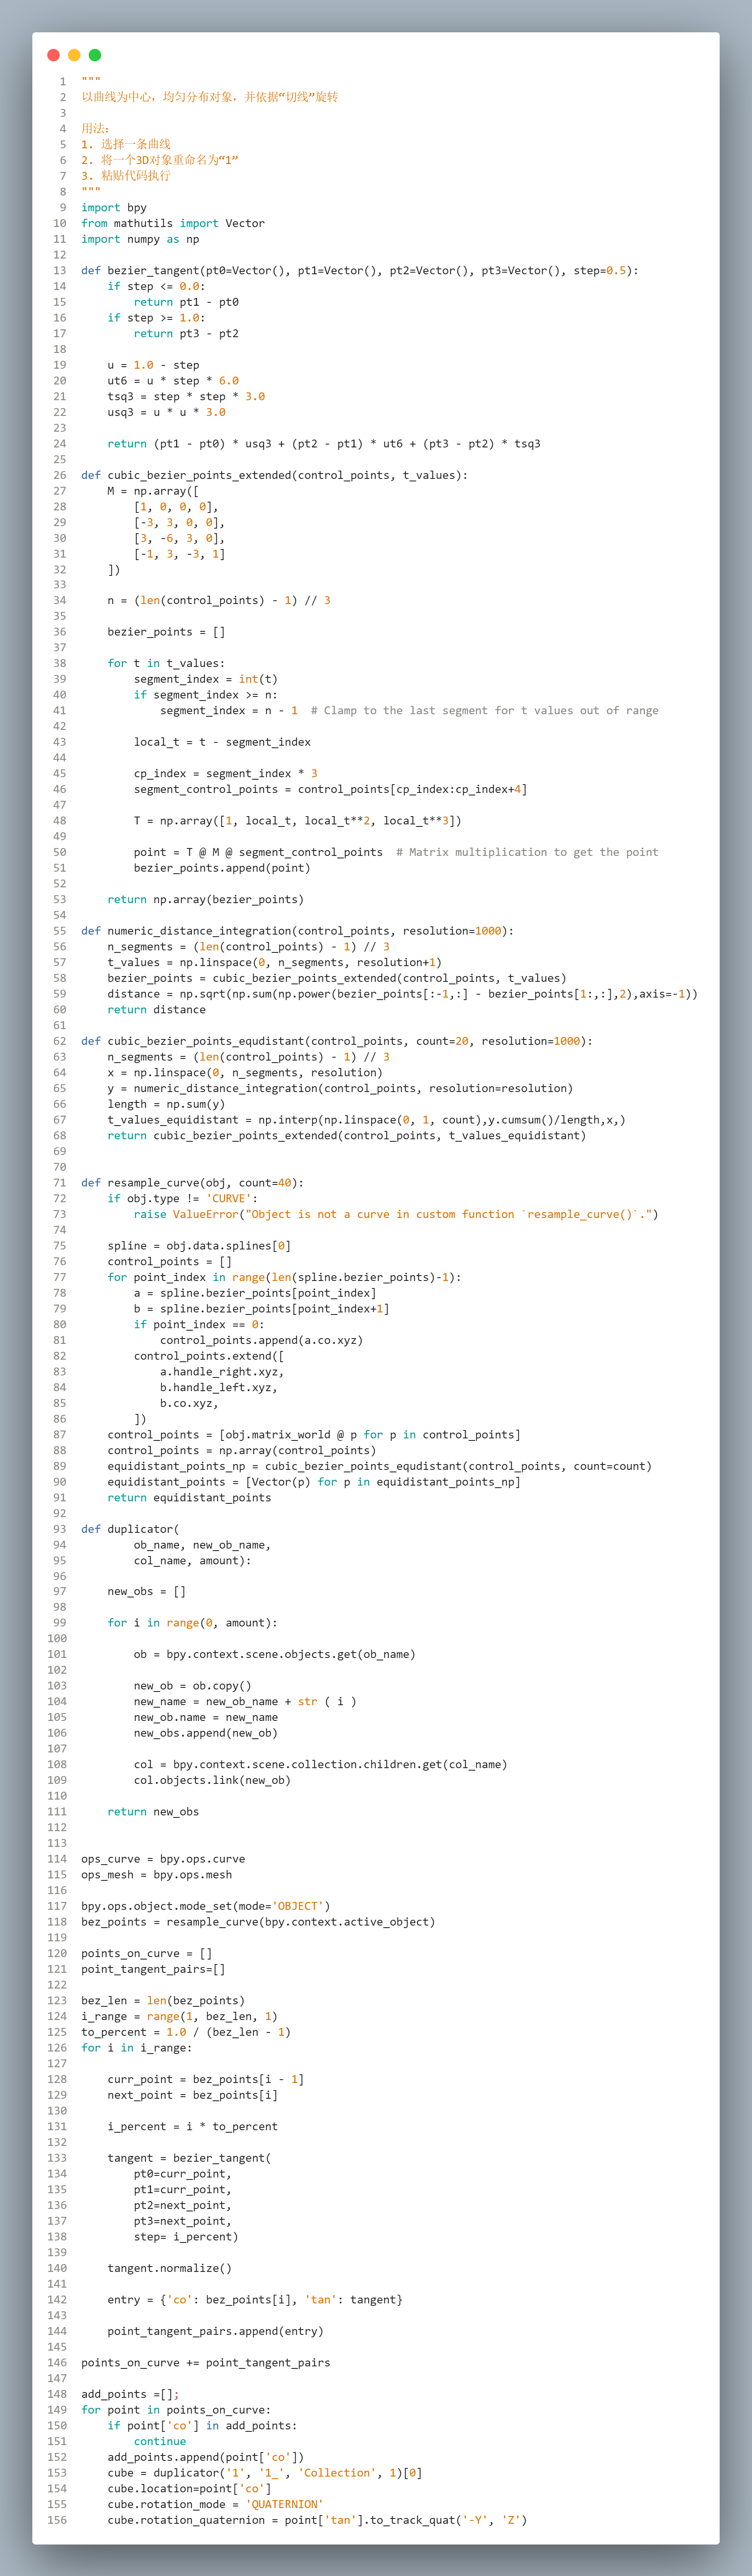 1 """
2 以曲线为中心，均匀分布对象，并依据“切线”旋转
3
4 用法：
5 1. 选择一条曲线
6 2. 将一个3D对象重命名为“1”
7 3. 粘贴代码执行
8 """
9 import bpy
10 from mathutils import Vector
11 import numpy as np
12
13 def bezier_tangent(pt0=Vector(), pt1=Vector(), pt2=Vector(), pt3=Vector(), step=0.5):
14     if step <= 0.0:
15         return pt1 - pt0
16     if step >= 1.0:
17         return pt3 - pt2
18
19     u = 1.0 - step
20     ut6 = u * step * 6.0
21     tsq3 = step * step * 3.0
22     usq3 = u * u * 3.0
23
24     return (pt1 - pt0) * usq3 + (pt2 - pt1) * ut6 + (pt3 - pt2) * tsq3
25
26 def cubic_bezier_points_extended(control_points, t_values):
27     M = np.array([
28         [1, 0, 0, 0],
29         [-3, 3, 0, 0],
30         [3, -6, 3, 0],
31         [-1, 3, -3, 1]
32     ])
33
34     n = (len(control_points) - 1) // 3
35
36     bezier_points = []
37
38     for t in t_values:
39         segment_index = int(t)
40         if segment_index >= n:
41             segment_index = n - 1  # Clamp to the last segment for t values out of range
42
43         local_t = t - segment_index
44
45         cp_index = segment_index * 3
46         segment_control_points = control_points[cp_index:cp_index+4]
47
48         T = np.array([1, local_t, local_t**2, local_t**3])
49
50         point = T @ M @ segment_control_points  # Matrix multiplication to get the point
51         bezier_points.append(point)
52
53     return np.array(bezier_points)
54
55 def numeric_distance_integration(control_points, resolution=1000):
56     n_segments = (len(control_points) - 1) // 3
57     t_values = np.linspace(0, n_segments, resolution+1)
58     bezier_points = cubic_bezier_points_extended(control_points, t_values)
59     distance = np.sqrt(np.sum(np.power(bezier_points[:-1,:] - bezier_points[1:,:],2),axis=-1))
60     return distance
61
62 def cubic_bezier_points_equdistant(control_points, count=20, resolution=1000):
63     n_segments = (len(control_points) - 1) // 3
64     x = np.linspace(0, n_segments, resolution)
65     y = numeric_distance_integration(control_points, resolution=resolution)
66     length = np.sum(y)
67     t_values_equidistant = np.interp(np.linspace(0, 1, count),y.cumsum()/length,x,)
68     return cubic_bezier_points_extended(control_points, t_values_equidistant)
69
70
71 def resample_curve(obj, count=40):
72     if obj.type != 'CURVE':
73         raise ValueError("Object is not a curve in custom function `resample_curve()`.")
74
75     spline = obj.data.splines[0]
76     control_points = []
77     for point_index in range(len(spline.bezier_points)-1):
78         a = spline.bezier_points[point_index]
79         b = spline.bezier_points[point_index+1]
80         if point_index == 0:
81             control_points.append(a.co.xyz)
82         control_points.extend([
83             a.handle_right.xyz,
84             b.handle_left.xyz,
85             b.co.xyz,
86         ])
87     control_points = [obj.matrix_world @ p for p in control_points]
88     control_points = np.array(control_points)
89     equidistant_points_np = cubic_bezier_points_equdistant(control_points, count=count)
90     equidistant_points = [Vector(p) for p in equidistant_points_np]
91     return equidistant_points
92
93 def duplicator(
94         ob_name, new_ob_name,
95         col_name, amount):
96
97     new_obs = []
98
99     for i in range(0, amount):
100
101         ob = bpy.context.scene.objects.get(ob_name)
102
103         new_ob = ob.copy()
104         new_name = new_ob_name + str ( i )
105         new_ob.name = new_name
106         new_obs.append(new_ob)
107
108         col = bpy.context.scene.collection.children.get(col_name)
109         col.objects.link(new_ob)
110
111     return new_obs
112
113
114 ops_curve = bpy.ops.curve
115 ops_mesh = bpy.ops.mesh
116
117 bpy.ops.object.mode_set(mode='OBJECT')
118 bez_points = resample_curve(bpy.context.active_object)
119
120 points_on_curve = []
121 point_tangent_pairs=[]
122
123 bez_len = len(bez_points)
124 i_range = range(1, bez_len, 1)
125 to_percent = 1.0 / (bez_len - 1)
126 for i in i_range:
127
128     curr_point = bez_points[i - 1]
129     next_point = bez_points[i]
130
131     i_percent = i * to_percent
132
133     tangent = bezier_tangent(
134         pt0=curr_point,
135         pt1=curr_point,
136         pt2=next_point,
137         pt3=next_point,
138         step= i_percent)
139
140     tangent.normalize()
141
142     entry = {'co': bez_points[i], 'tan': tangent}
143
144     point_tangent_pairs.append(entry)
145
146 points_on_curve += point_tangent_pairs
147
148 add_points =[];
149 for point in points_on_curve:
150     if point['co'] in add_points:
151         continue
152     add_points.append(point['co'])
153     cube = duplicator('1', '1_', 'Collection', 1)[0]
154     cube.location=point['co']
155     cube.rotation_mode = 'QUATERNION'
156     cube.rotation_quaternion = point['tan'].to_track_quat('-Y', 'Z')